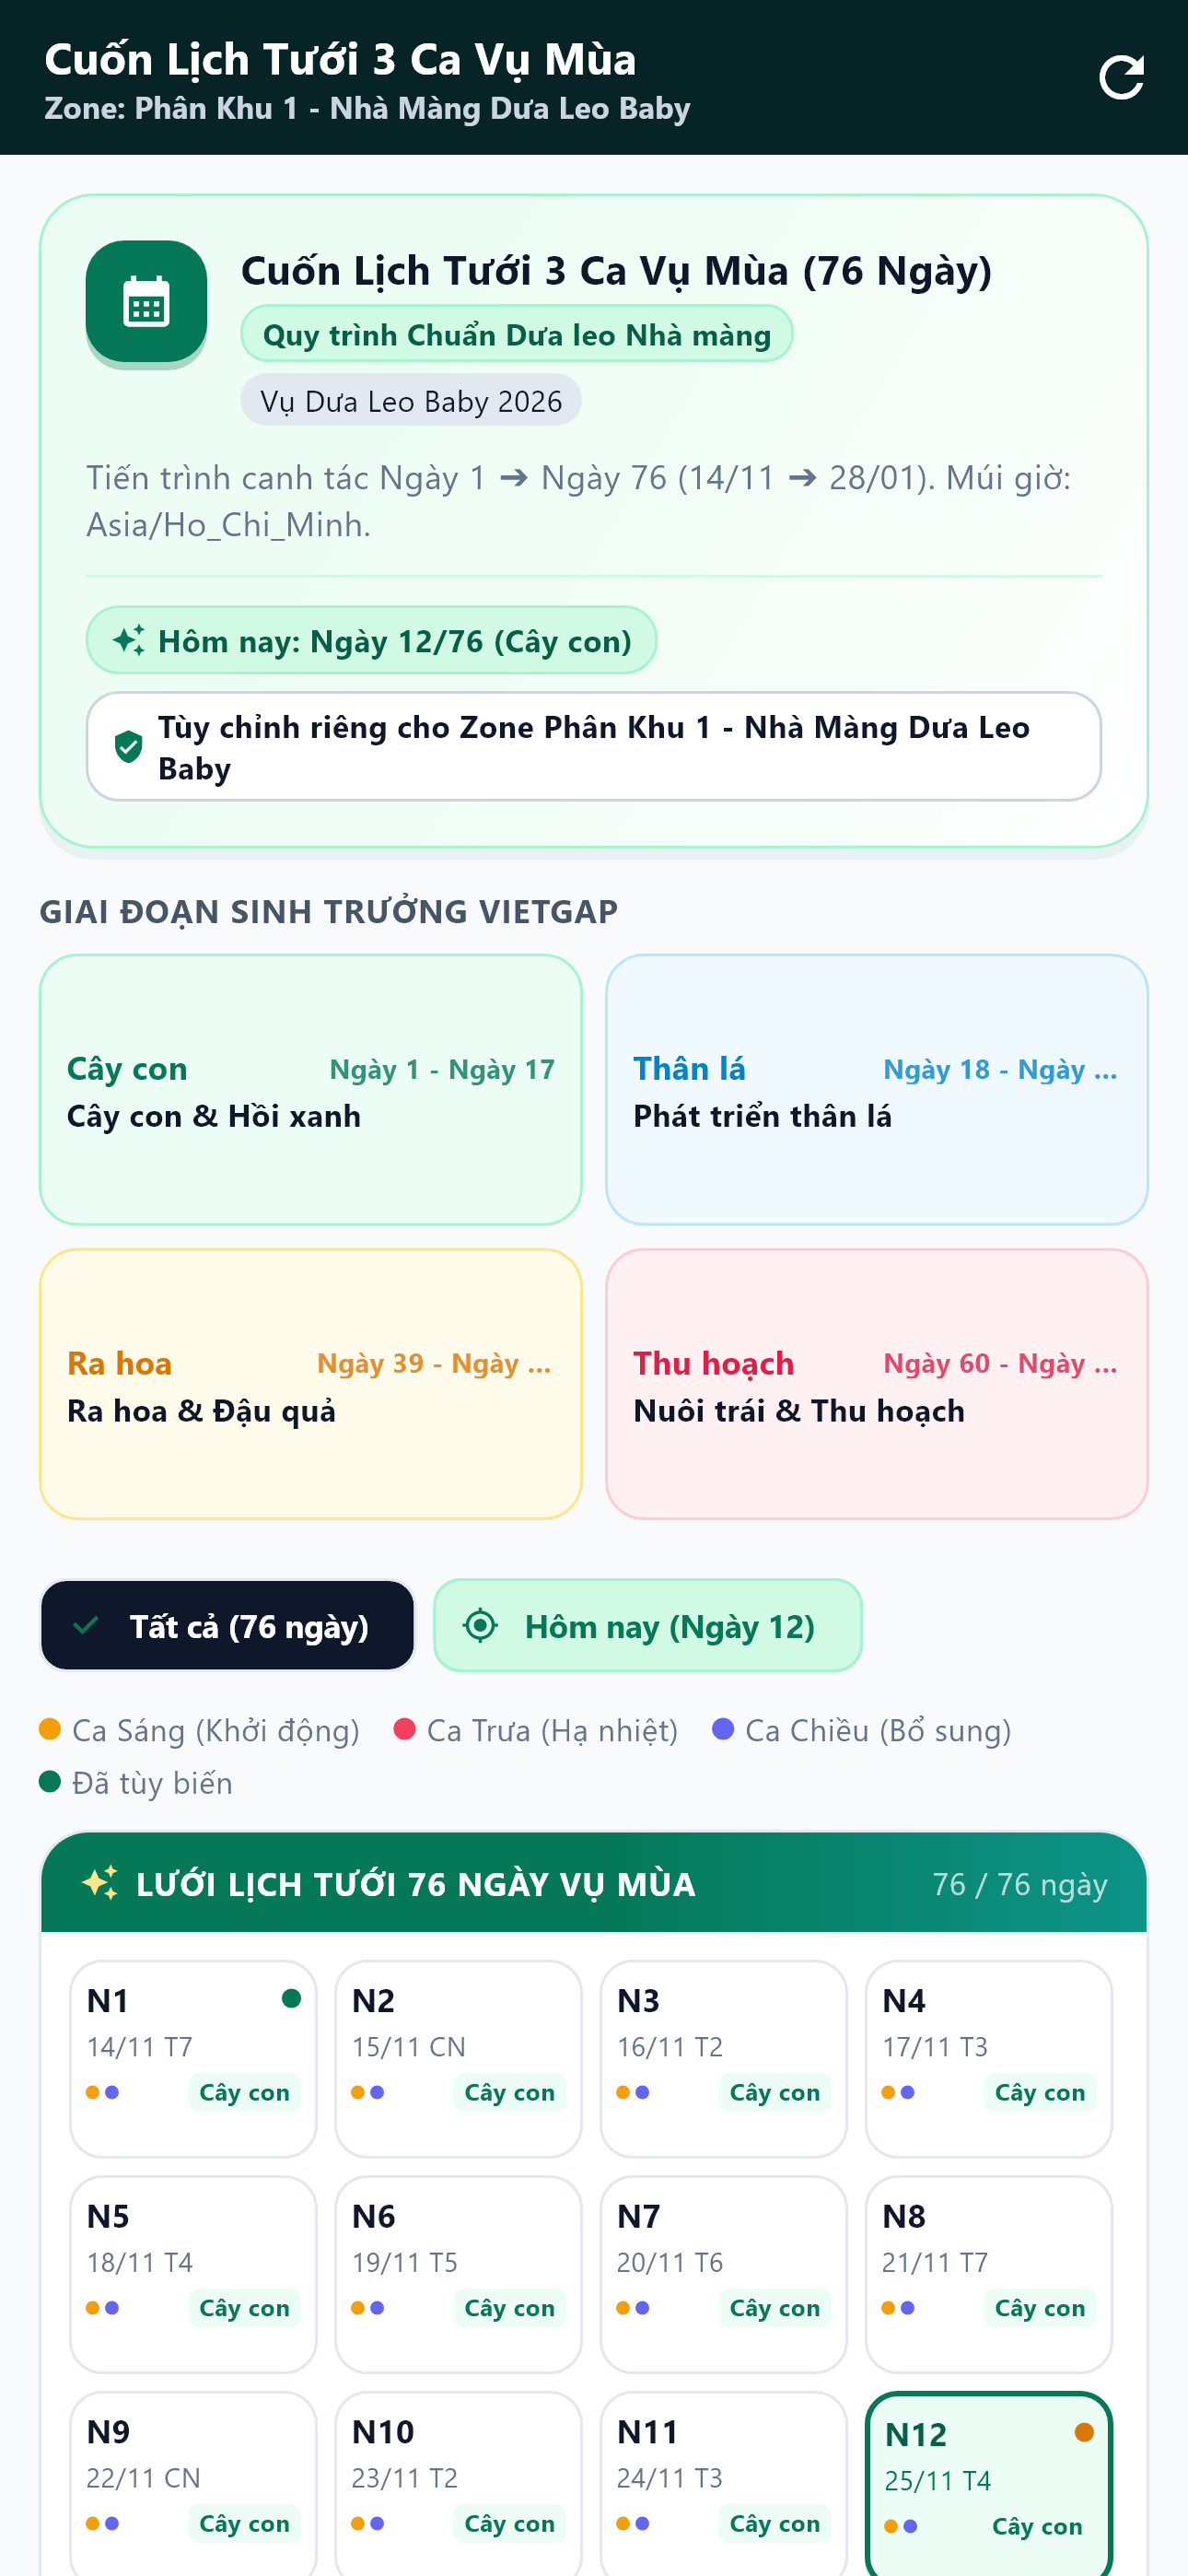 Cuốn Lịch Tưới 3 Ca Vụ Mùa
Zone: Phân Khu 1 - Nhà Màng Dưa Leo Baby
Cuốn Lịch Tưới 3 Ca Vụ Mùa (76 Ngày)
Quy trình Chuẩn Dưa leo Nhà màng
Vụ Dưa Leo Baby 2026
Tiến trình canh tác Ngày 1 ➔ Ngày 76 (14/11 ➔ 28/01). Múi giờ:
Asia/Ho_Chi_Minh.
Hôm nay: Ngày 12/76 (Cây con)
Tùy chỉnh riêng cho Zone Phân Khu 1 - Nhà Màng Dưa Leo
Baby
GIAI ĐOẠN SINH TRƯỞNG VIETGAP
Cây con Ngày 1 - Ngày 17
Cây con & Hồi xanh
Thân lá Ngày 18 - Ngày ...
Phát triển thân lá
Ra hoa Ngày 39 - Ngày ...
Ra hoa & Đậu quả
Thu hoạch Ngày 60 - Ngày ...
Nuôi trái & Thu hoạch
Tất cả (76 ngày)
Hôm nay (Ngày 12)
Ca Sáng (Khởi động) Ca Trưa (Hạ nhiệt) Ca Chiều (Bổ sung)
Đã tùy biến
LƯỚI LỊCH TƯỚI 76 NGÀY VỤ MÙA 76 / 76 ngày
N1 N2 N3 N4
14/11 T7 15/11 CN 16/11 T2 17/11 T3
Cây con Cây con Cây con Cây con
N5 N6 N7 N8
18/11 T4 19/11 T5 20/11 T6 21/11 T7
Cây con Cây con Cây con Cây con
N9 N10 N11 N12
22/11 CN 23/11 T2 24/11 T3 25/11 T4
Cây con Cây con Cây con Cây con